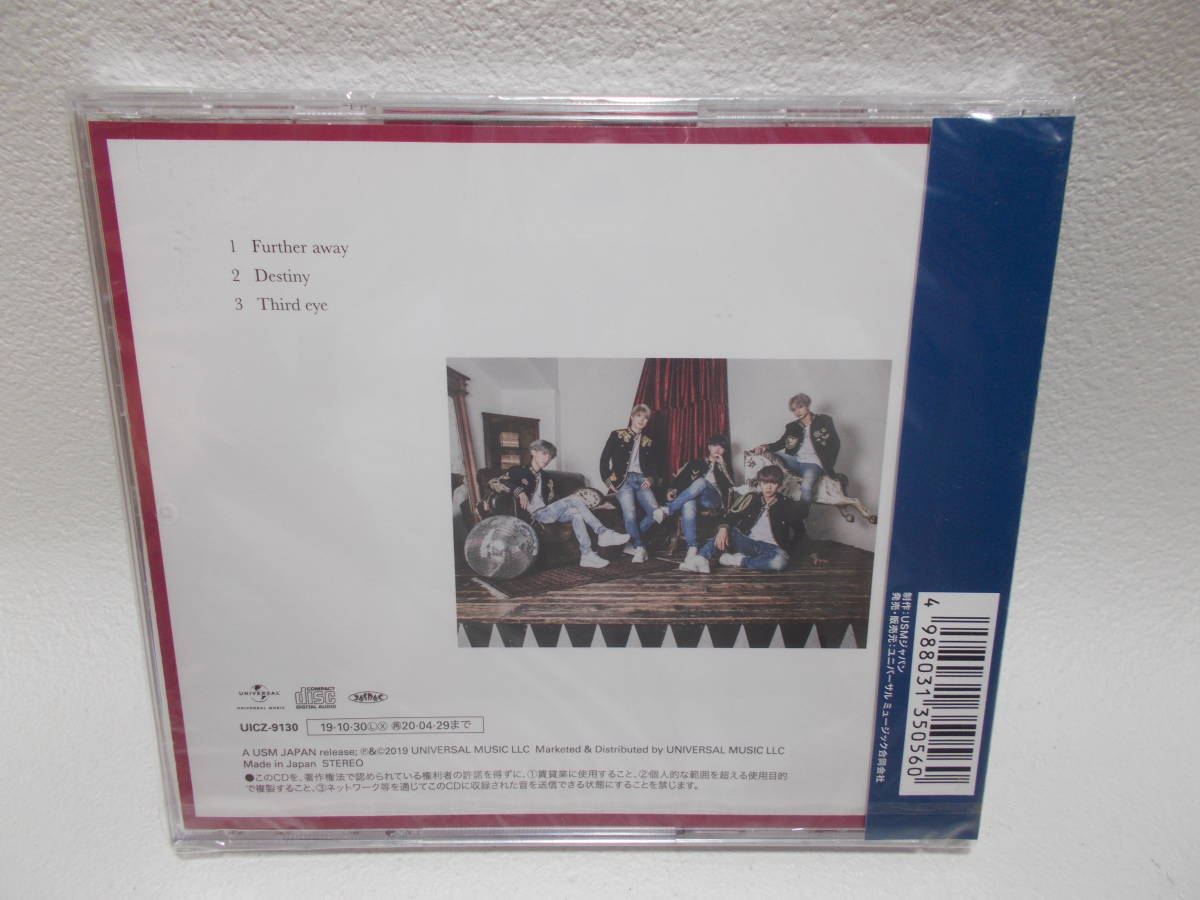 1 Further away
2 Destiny
3 Third eye
UNIVERSAL
UNIVERSAL MUSIC
COMPACT
disc
DIGITAL AUDIO
UICZ-9130
19·10·30Ⓛ Ⓧ ㋹20·04·29まで
A USM JAPAN release; Ⓟ&©2019 UNIVERSAL MUSIC LLC Marketed & Distributed by UNIVERSAL MUSIC LLC
Made in Japan STEREO
●このCDを、著作権法で認められている権利者の許諾を得ずに、①賃貸業に使用すること、②個人的な範囲を超える使用目的
で複製すること、③ネットワーク等を通じてこのCDに収録された音を送信できる状態にすることを禁じます。
制作:USMジャパン
発売・販売元:ユニバーサル ミュージック合同会社
4 988031 350560